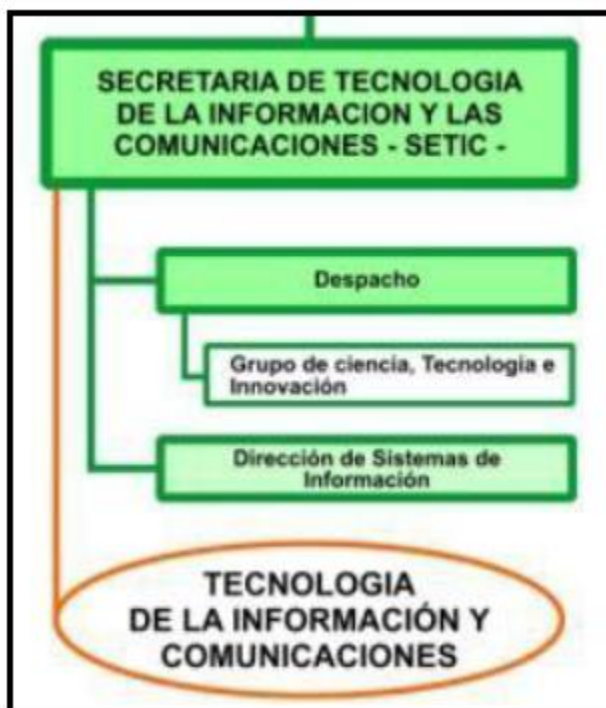 SECRETARIA DE TECNOLOGIA
DE LA INFORMACION Y LAS
COMUNICACIONES - SETIC -
Despacho
Grupo de ciencia, Tecnología e
Innovación
Dirección de Sistemas de
Información
TECNOLOGIA
DE LA INFORMACIÓN Y
COMUNICACIONES